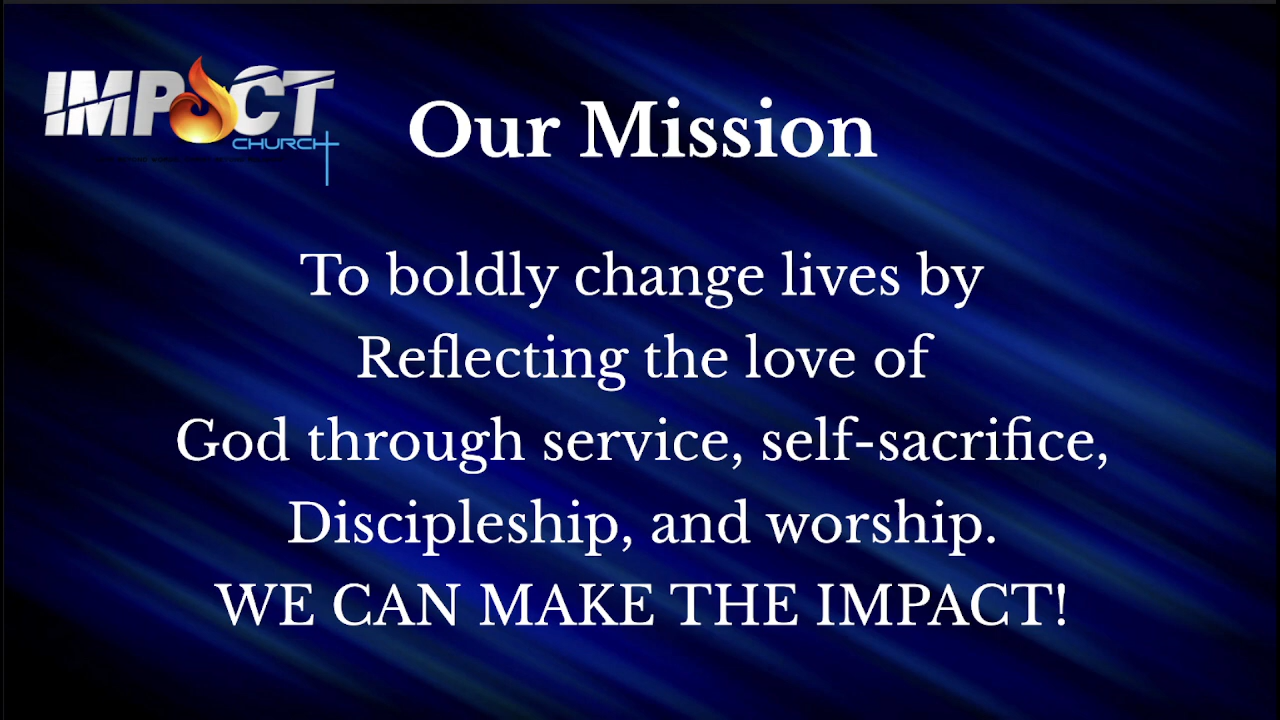 IMPACT
CHURCH
Our Mission
To boldly change lives by
Reflecting the love of
God through service, self-sacrifice,
Discipleship, and worship.
WE CAN MAKE THE IMPACT!